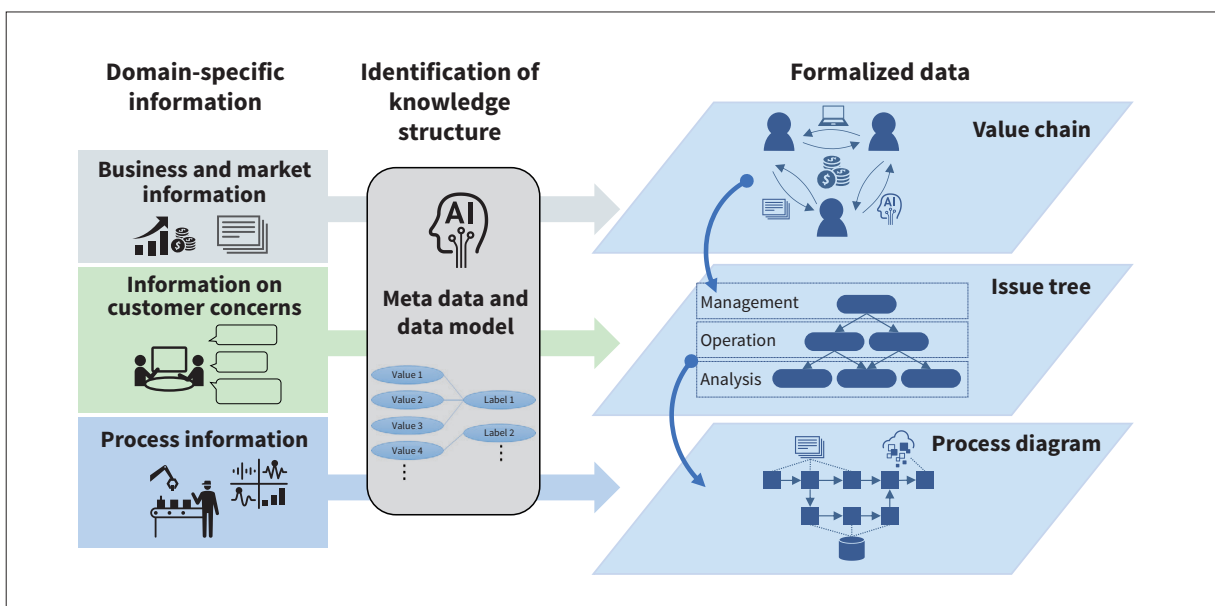 Domain-specific
information
Identification of
knowledge
structure
Formalized data
Business and market
information
$
Information on
customer concerns
Process information
AI
Meta data and
data model
Value 1
Value 2
Value 3
Value 4
Label 1
Label 2
Value chain
$
$
AI
Issue tree
Management
Operation
Analysis
Process diagram